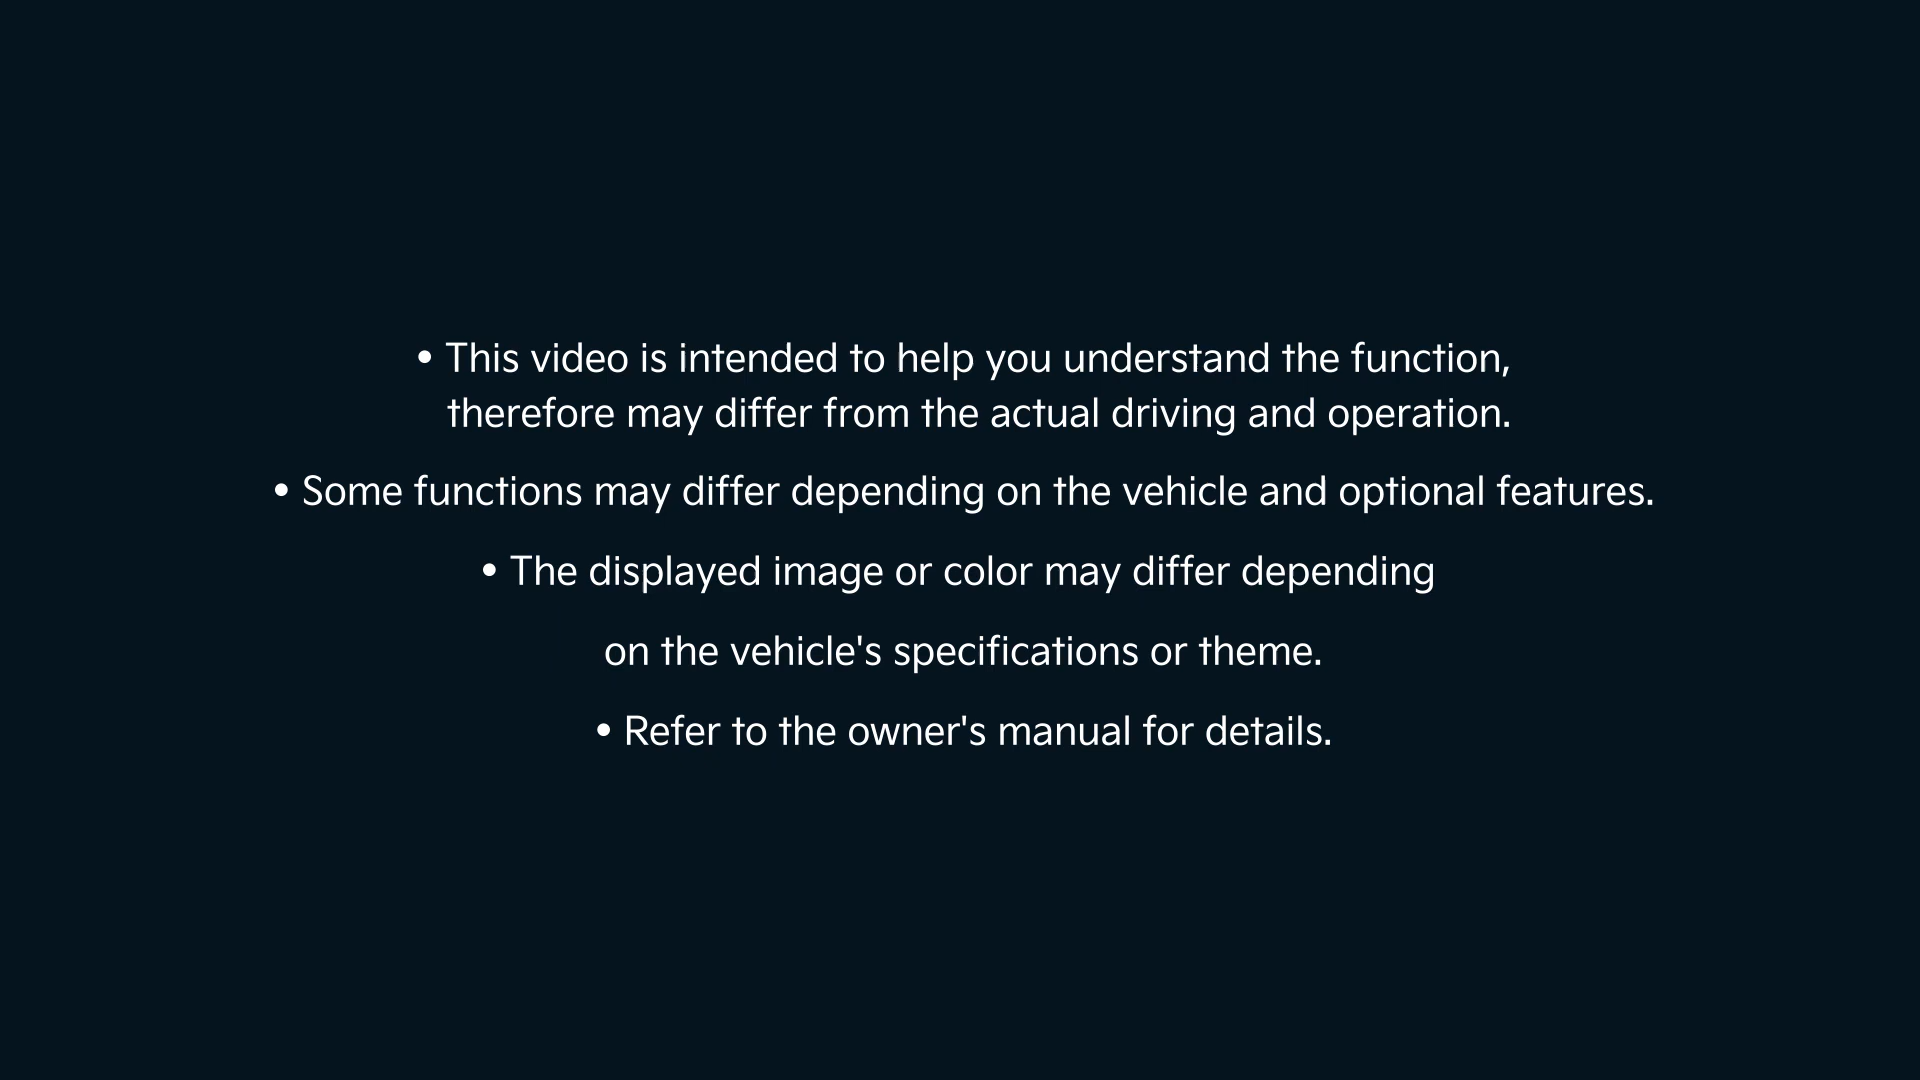 • This video is intended to help you understand the function,
therefore may differ from the actual driving and operation.
• Some functions may differ depending on the vehicle and optional features.
• The displayed image or color may differ depending
on the vehicle's specifications or theme.
• Refer to the owner's manual for details.